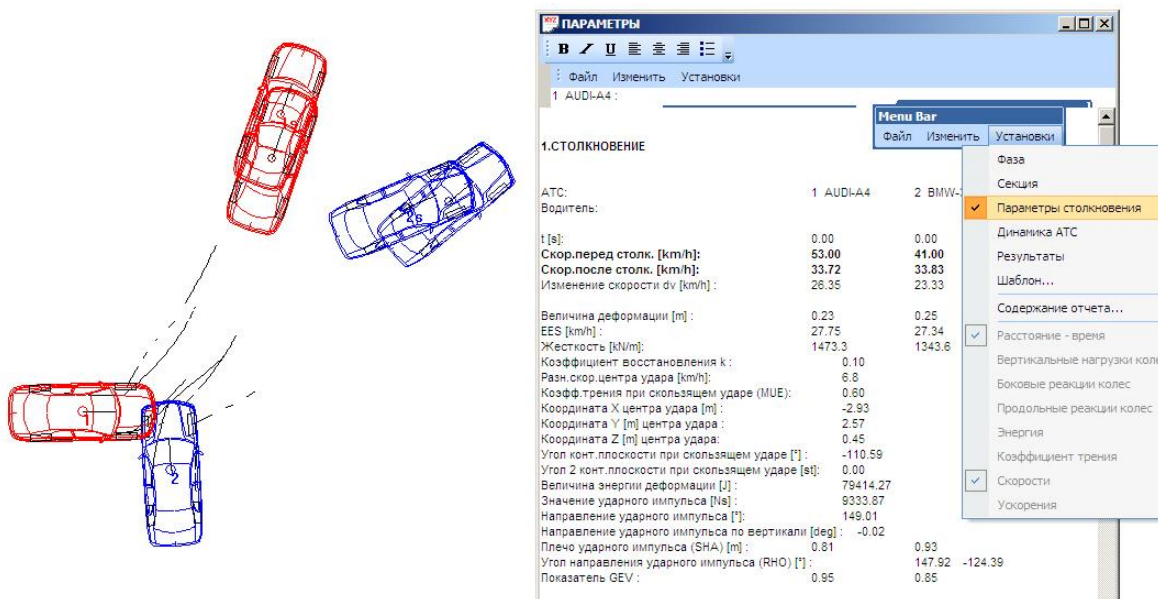 ПАРАМЕТРЫ
B I U
Файл Изменить Установки
1 AUDI-A4 :
Menu Bar
Файл Изменить Установки
1.СТОЛКНОВЕНИЕ
Фаза
Секция
Параметры столкновения
Динамика АТС
Результаты
Шаблон...
Содержание отчета...
Расстояние - время
Вертикальные нагрузки
Боковые реакции колес
Продольные реакции колес
Энергия
Коэффициент трения
Скорости
Ускорения
АТС: 1 AUDI-A4 2 BMW-
Водитель:
t [s]: 0.00 0.00
Скор.перед столк. [km/h]: 53.00 41.00
Скор.после столк. [km/h]: 33.72 33.83
Изменение скорости dv [km/h] : 26.35 23.33
Величина деформации [m] : 0.23 0.25
EES [km/h] : 27.75 27.34
Жесткость [kN/m]: 1473.3 1343.6
Коэффициент восстановления k : 0.10
Разн.скор.центра удара [km/h]: 6.8
Коэфф.трения при скользящем ударе (MUE): 0.60
Координата X центра удара [m] : -2.93
Координата Y [m] центра удара : 2.57
Координата Z [m] центра удара: 0.45
Угол конт.плоскости при скользящем ударе [°] : -110.59
Угол 2 конт.плоскости при скользящем ударе [st]: 0.00
Величина энергии деформации [J] : 79414.27
Значение ударного импульса [Ns] : 9333.87
Направление ударного импульса [°]: 149.01
Направление ударного импульса по вертикали [deg] : -0.02
Плечо ударного импульса (SHA) [m] : 0.81 0.93
Угол направления ударного импульса (RHO) [°] : 147.92 -124.39
Показатель GEV : 0.95 0.85
1
2